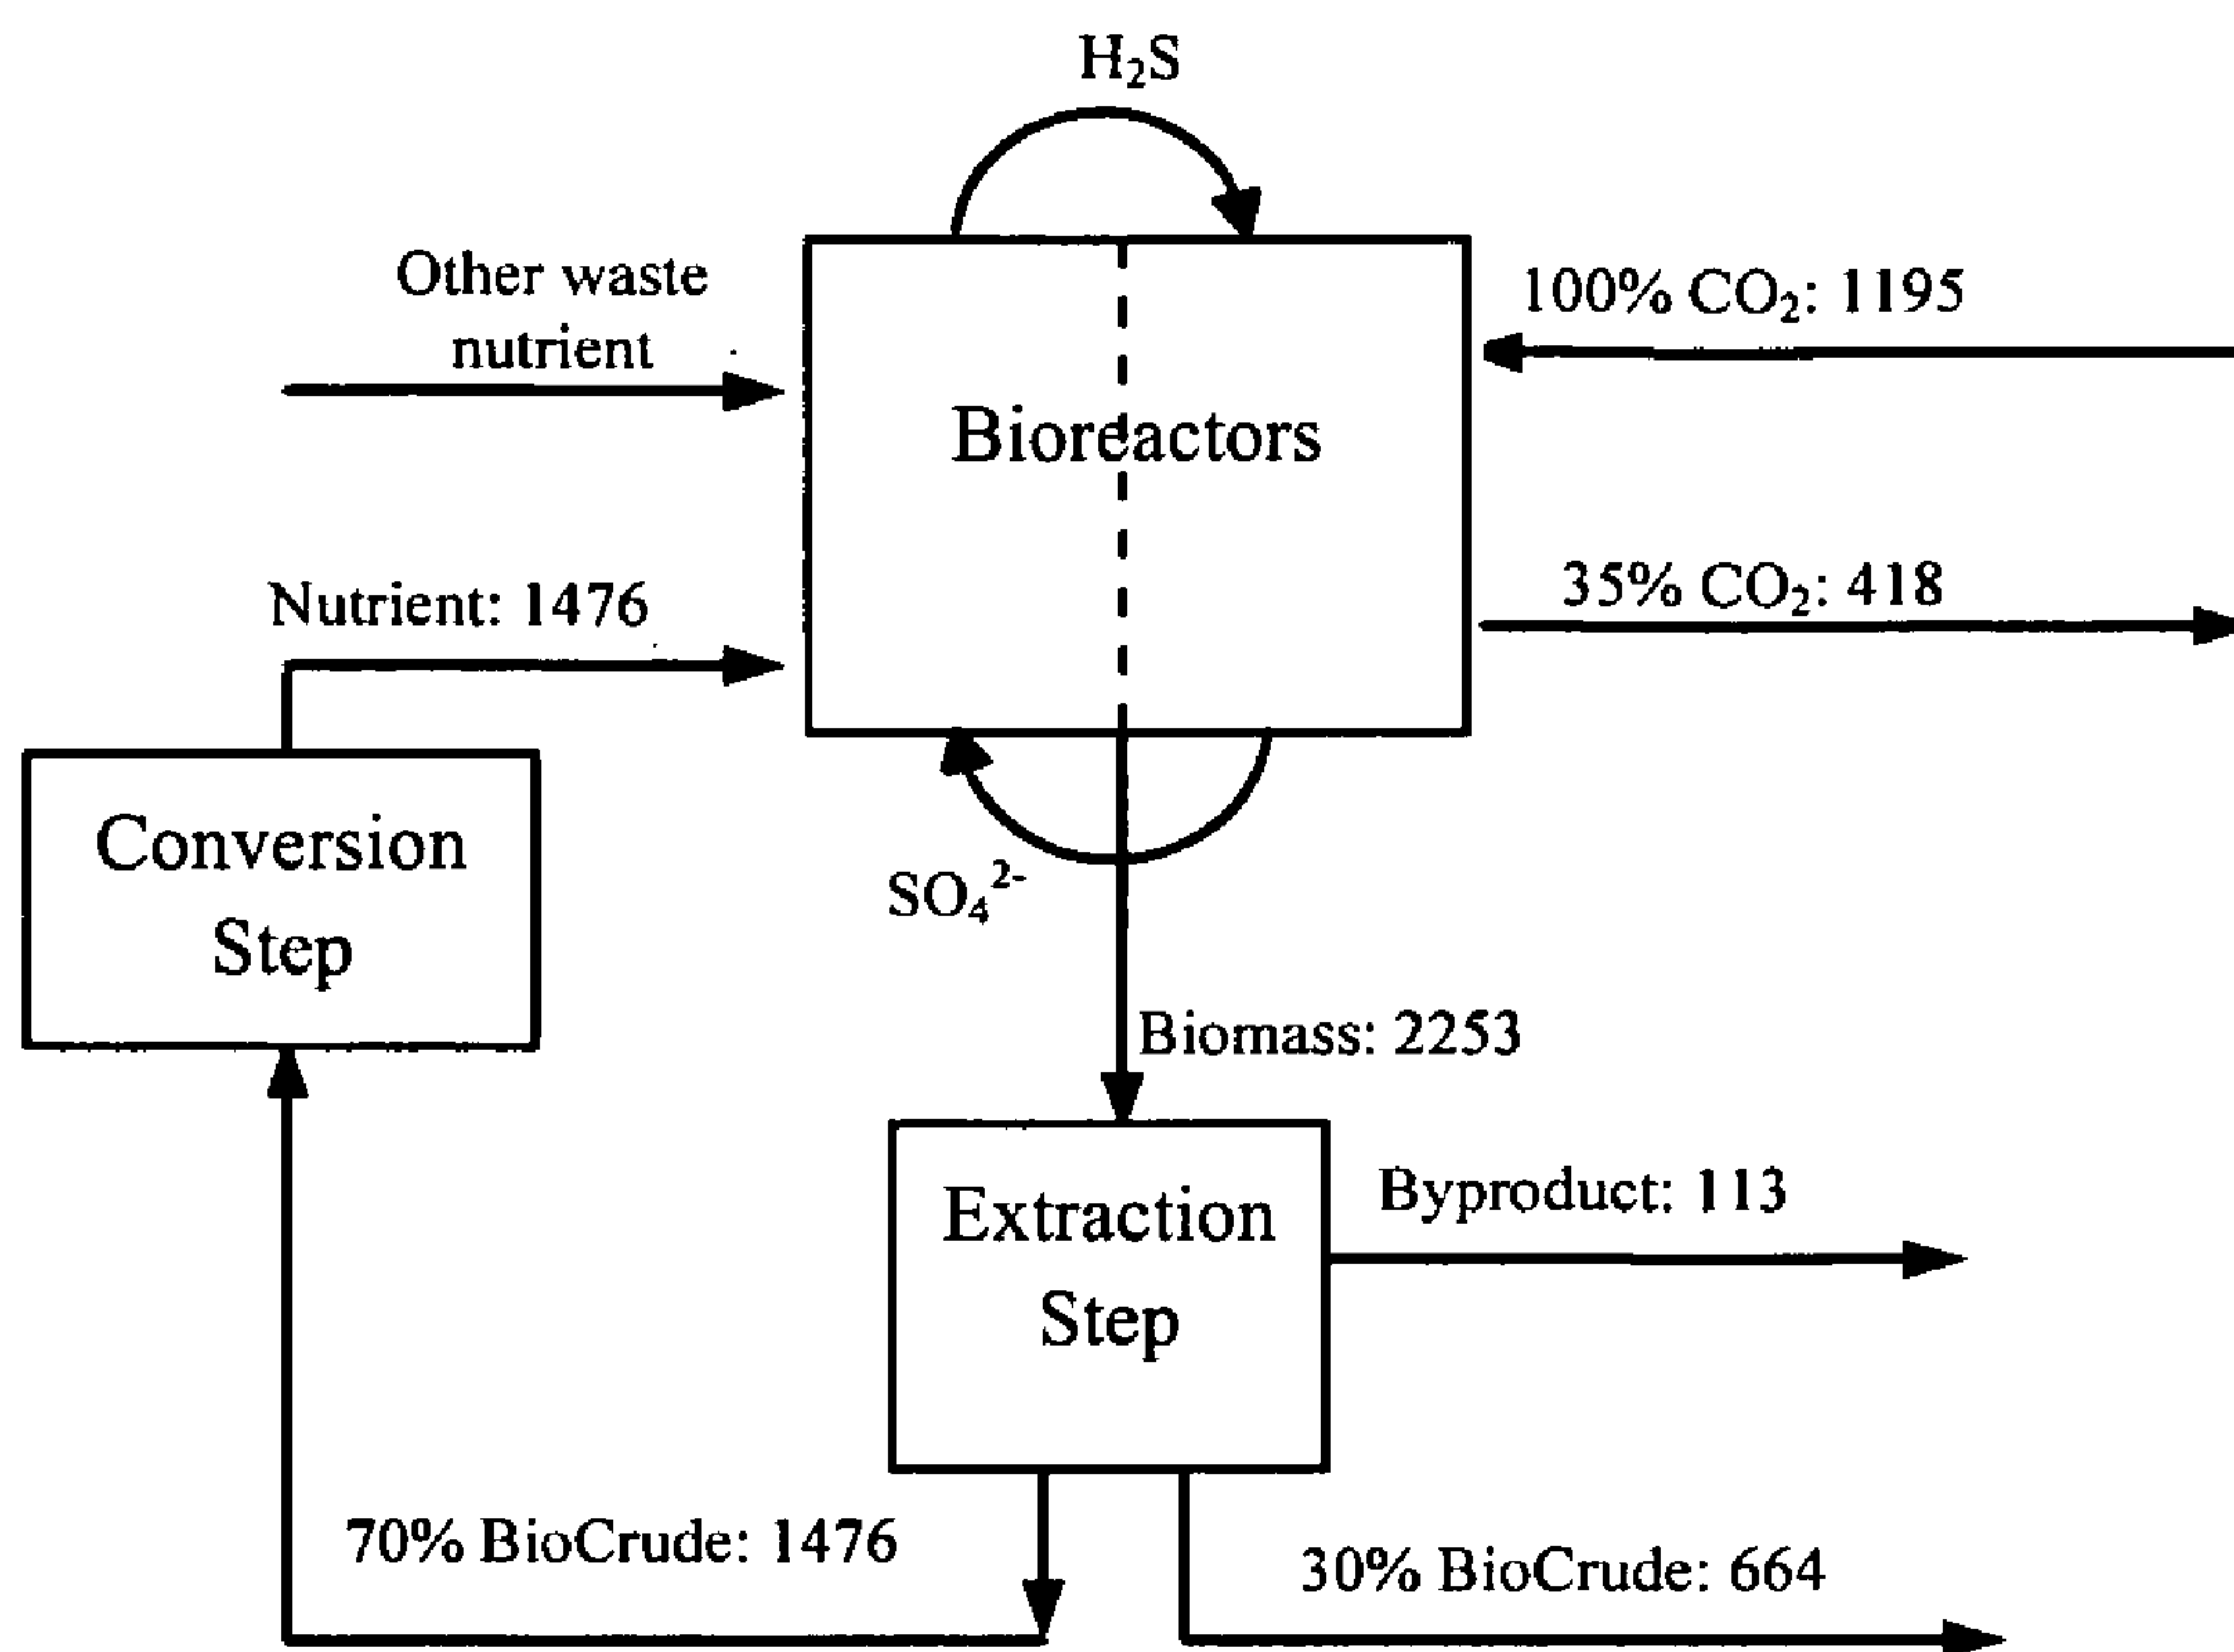 H₂S
Other waste
nutrient
100% CO₂: 1195
Bioreactors
35% CO₂: 418
Nutrient: 1476
Conversion
Step
SO₄²⁻
Biomass: 2253
Extraction
Step
Byproduct: 113
70% BioCrude: 1476
30% BioCrude: 664